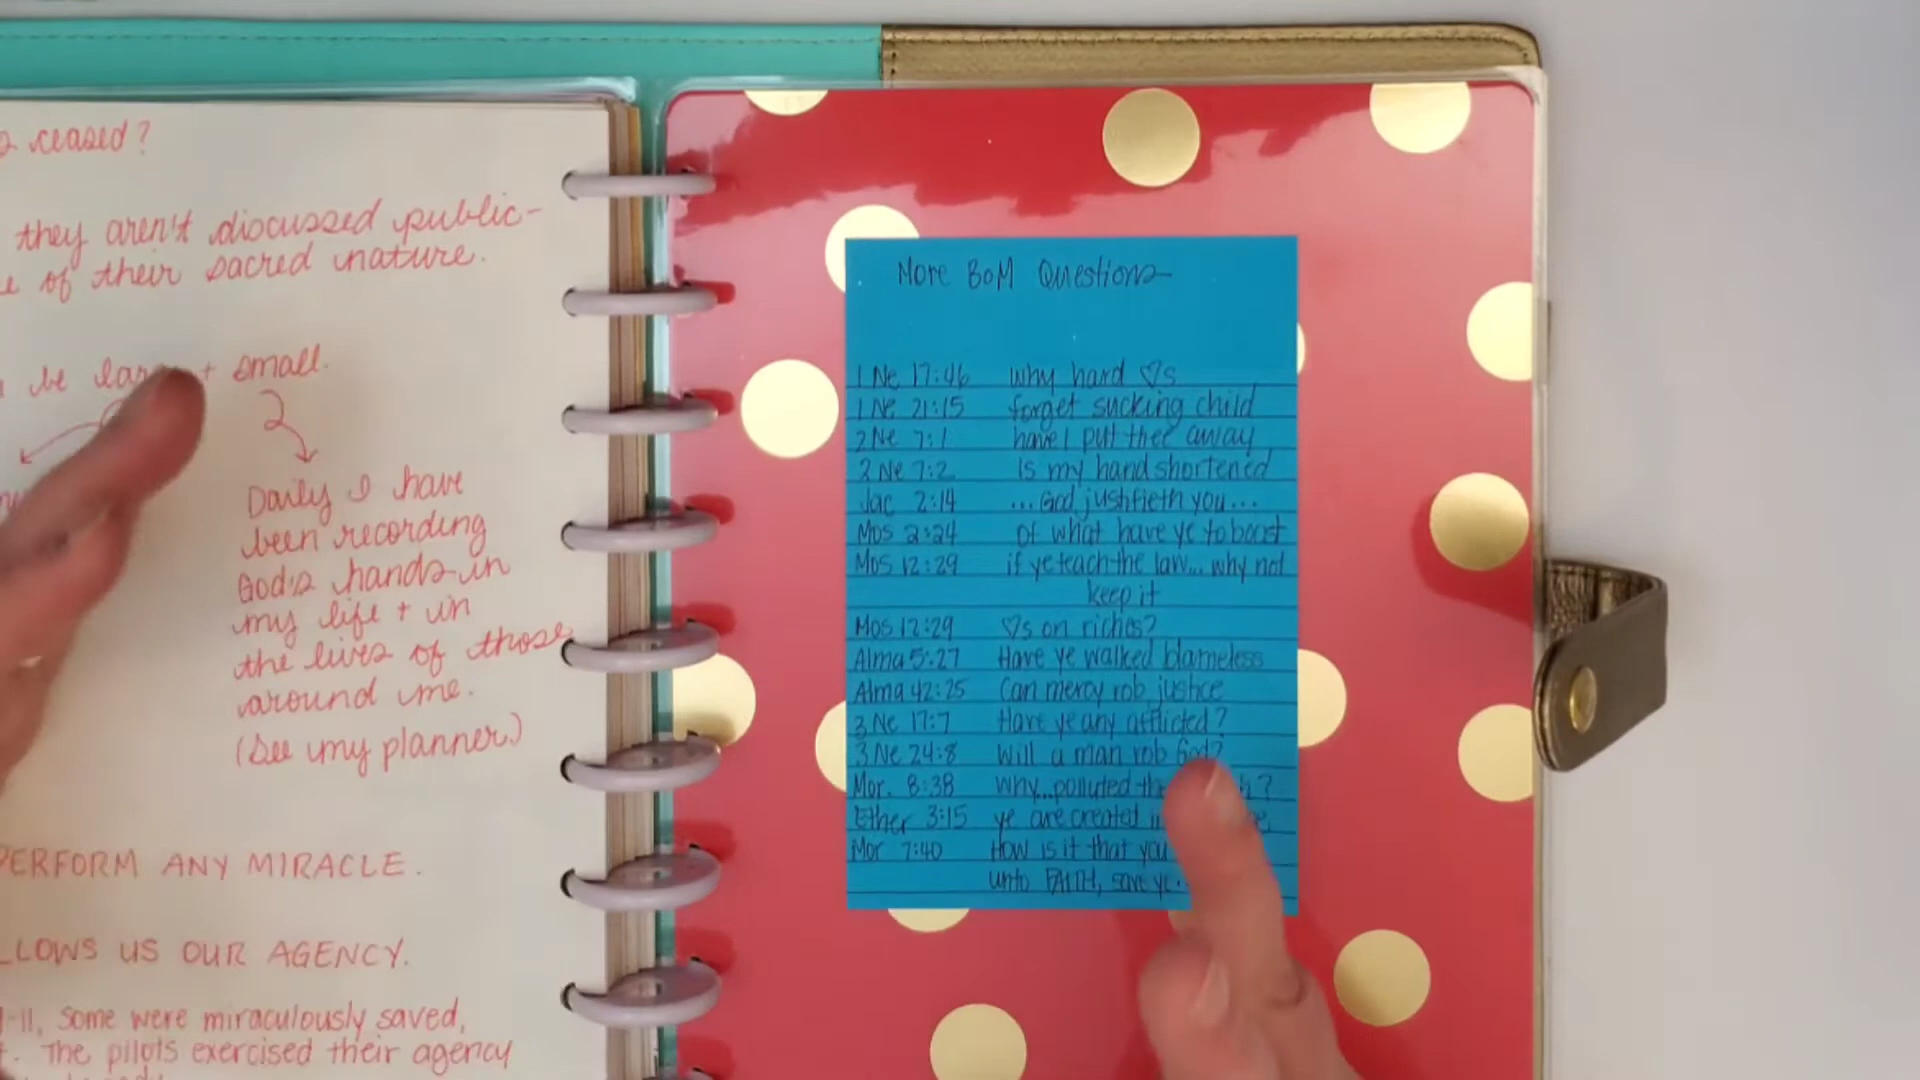 ceased?
they aren't discussed public-
of their sacred nature.
be + small.
Daily I have
been recording
God's hands in
my life + in
the lives of those
around me.
(See my planner)
PERFORM ANY MIRACLE.
LLOWS US OUR AGENCY.
-11, Some were miraculously saved,
. The pilots exercised their agency
More BoM Questions
1 Ne 17:46 why hard ♡s
1 Ne 21:15 forget sucking child
2 Ne 7:1 have I put thee away
2 Ne 7:2 Is my hand shortened
Jac 2:14 ...God justifieth you...
Mos 2:24 of what have ye to boast
Mos 12:29 if ye teach the law... why not
keep it
Mos 12:29 ♡s on riches?
Alma 5:27 Have ye walked blameless
Alma 42:25 Can mercy rob justice
3 Ne 17:7 Have ye any afflicted?
3 Ne 24:8 Will a man rob God?
Mor. 8:38 Why...polluted ?
Ether 3:15 ye are created
Mor 7:40 How is it that you
unto FAITH, save ye..